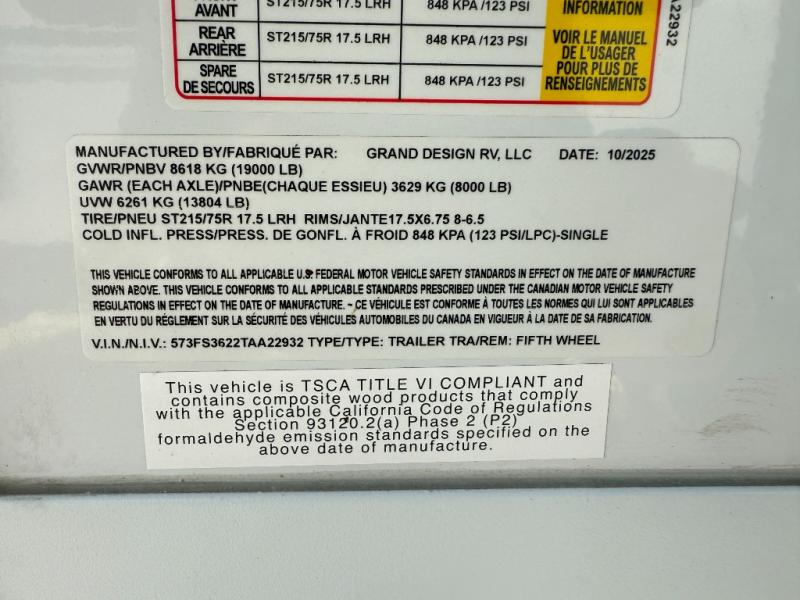 AVANT ST215/75R 17.5 LRH 848 KPA /123 PSI INFORMATION
REAR
ARRIÈRE ST215/75R 17.5 LRH 848 KPA /123 PSI
SPARE
DE SECOURS ST215/75R 17.5 LRH 848 KPA /123 PSI
VOIR LE MANUEL
DE L'USAGER
POUR PLUS DE
RENSEIGNEMENTS
A22932
MANUFACTURED BY/FABRIQUÉ PAR: GRAND DESIGN RV, LLC DATE: 10/2025
GVWR/PNBV 8618 KG (19000 LB)
GAWR (EACH AXLE)/PNBE(CHAQUE ESSIEU) 3629 KG (8000 LB)
UVW 6261 KG (13804 LB)
TIRE/PNEU ST215/75R 17.5 LRH RIMS/JANTE17.5X6.75 8-6.5
COLD INFL. PRESS/PRESS. DE GONFL. À FROID 848 KPA (123 PSI/LPC)-SINGLE
THIS VEHICLE CONFORMS TO ALL APPLICABLE U.S. FEDERAL MOTOR VEHICLE SAFETY STANDARDS IN EFFECT ON THE DATE OF MANUFACTURE
SHOWN ABOVE. THIS VEHICLE CONFORMS TO ALL APPLICABLE STANDARDS PRESCRIBED UNDER THE CANADIAN MOTOR VEHICLE SAFETY
REGULATIONS IN EFFECT ON THE DATE OF MANUFACTURE. ~ CE VÉHICULE EST CONFORME À TOUTES LES NORMES QUI LUI SONT APPLICABLES
EN VERTU DU RÉGLEMENT SUR LA SÉCURITÉ DES VÉHICULES AUTOMOBILES DU CANADA EN VIGUEUR À LA DATE DE SA FABRICATION.
V.I.N./N.I.V.: 573FS3622TAA22932 TYPE/TYPE: TRAILER TRA/REM: FIFTH WHEEL
This vehicle is TSCA TITLE VI COMPLIANT and
contains composite wood products that comply
with the applicable California Code of Regulations
Section 93120.2(a) Phase 2 (P2)
formaldehyde emission standards specified on the
above date of manufacture.